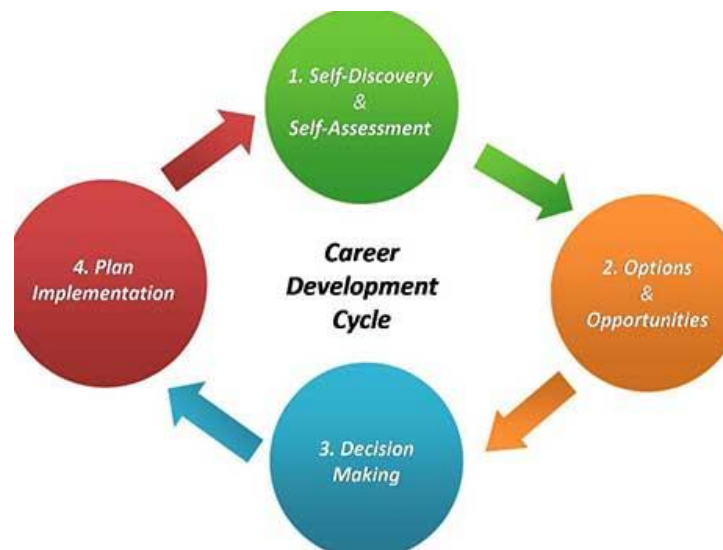 1. Self-Discovery
&
Self-Assessment
2. Options
&
Opportunities
3. Decision
Making
4. Plan
Implementation
Career
Development
Cycle